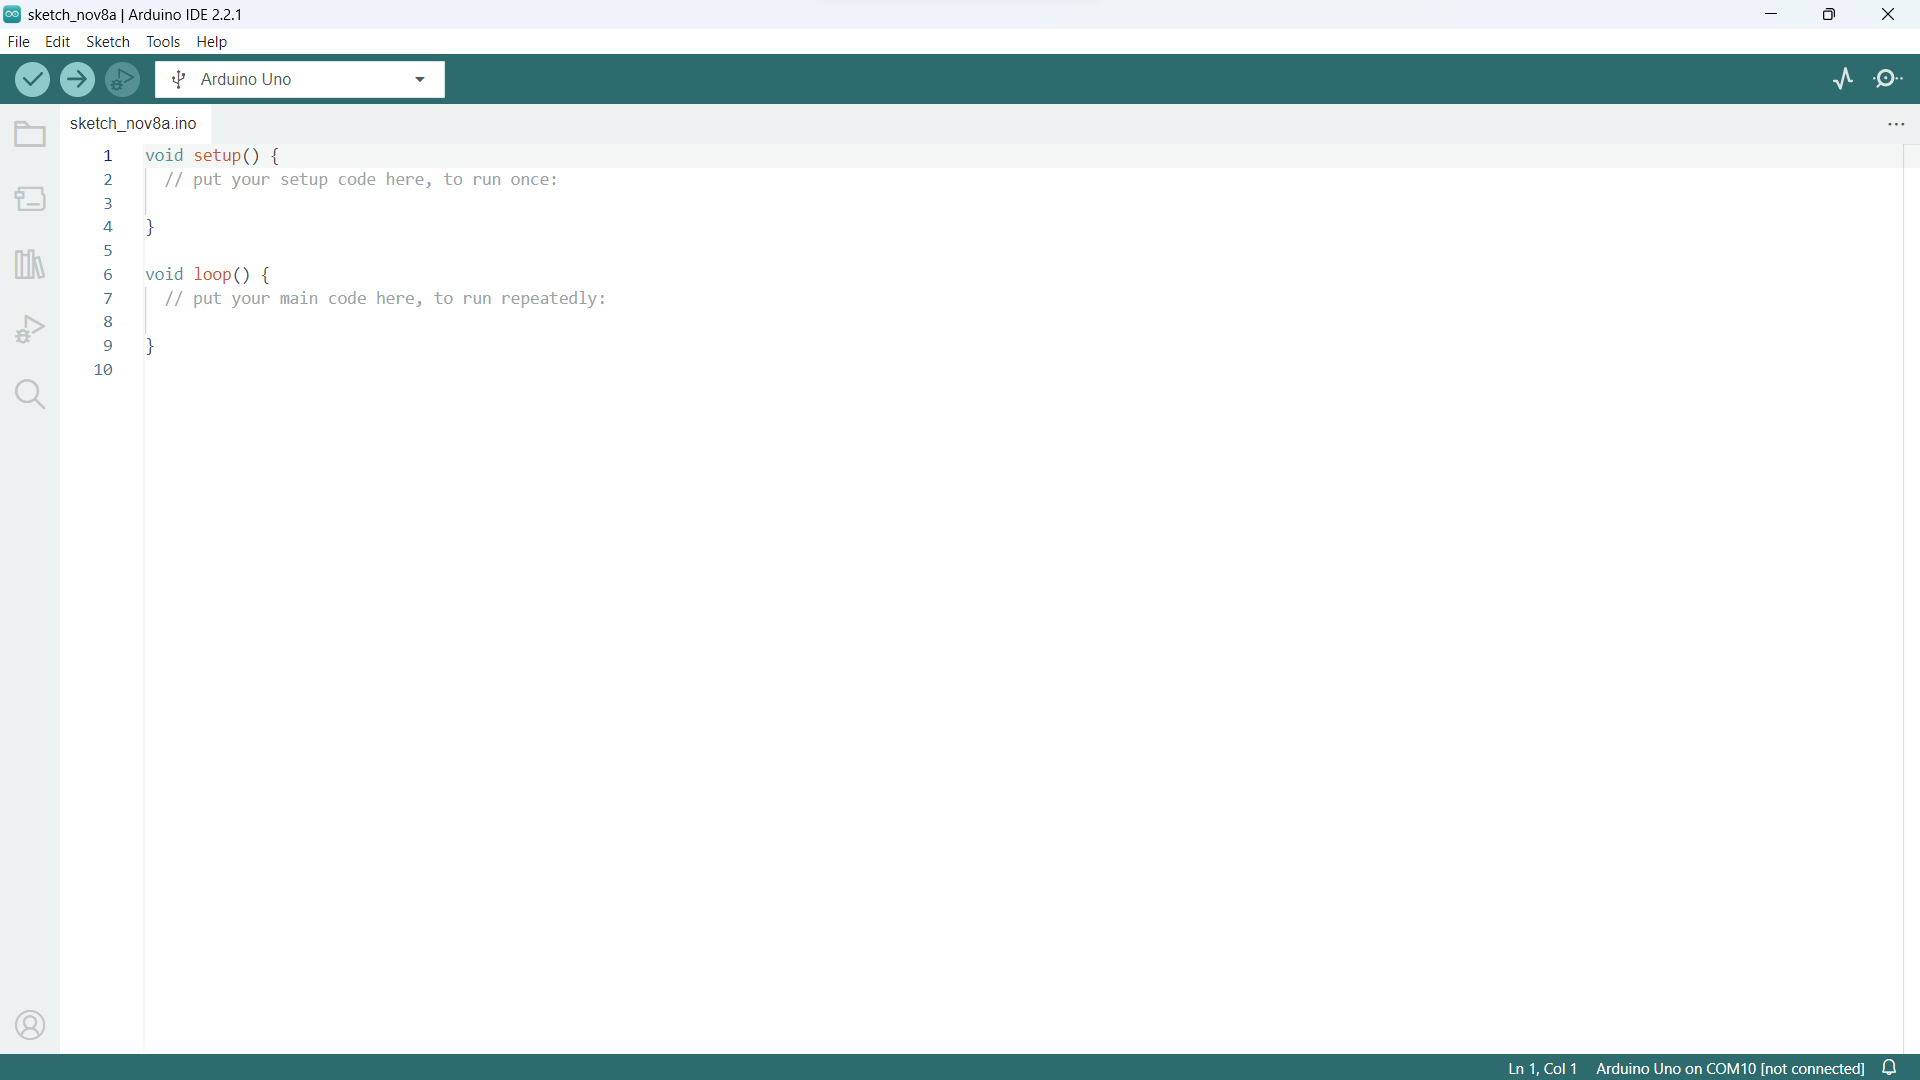 sketch_nov8a | Arduino IDE 2.2.1
File Edit Sketch Tools Help
Arduino Uno
sketch_nov8a.ino
1 void setup() {
2 // put your setup code here, to run once:
3
4 }
5
6 void loop() {
7 // put your main code here, to run repeatedly:
8
9 }
10
Ln 1, Col 1 Arduino Uno on COM10 [not connected]